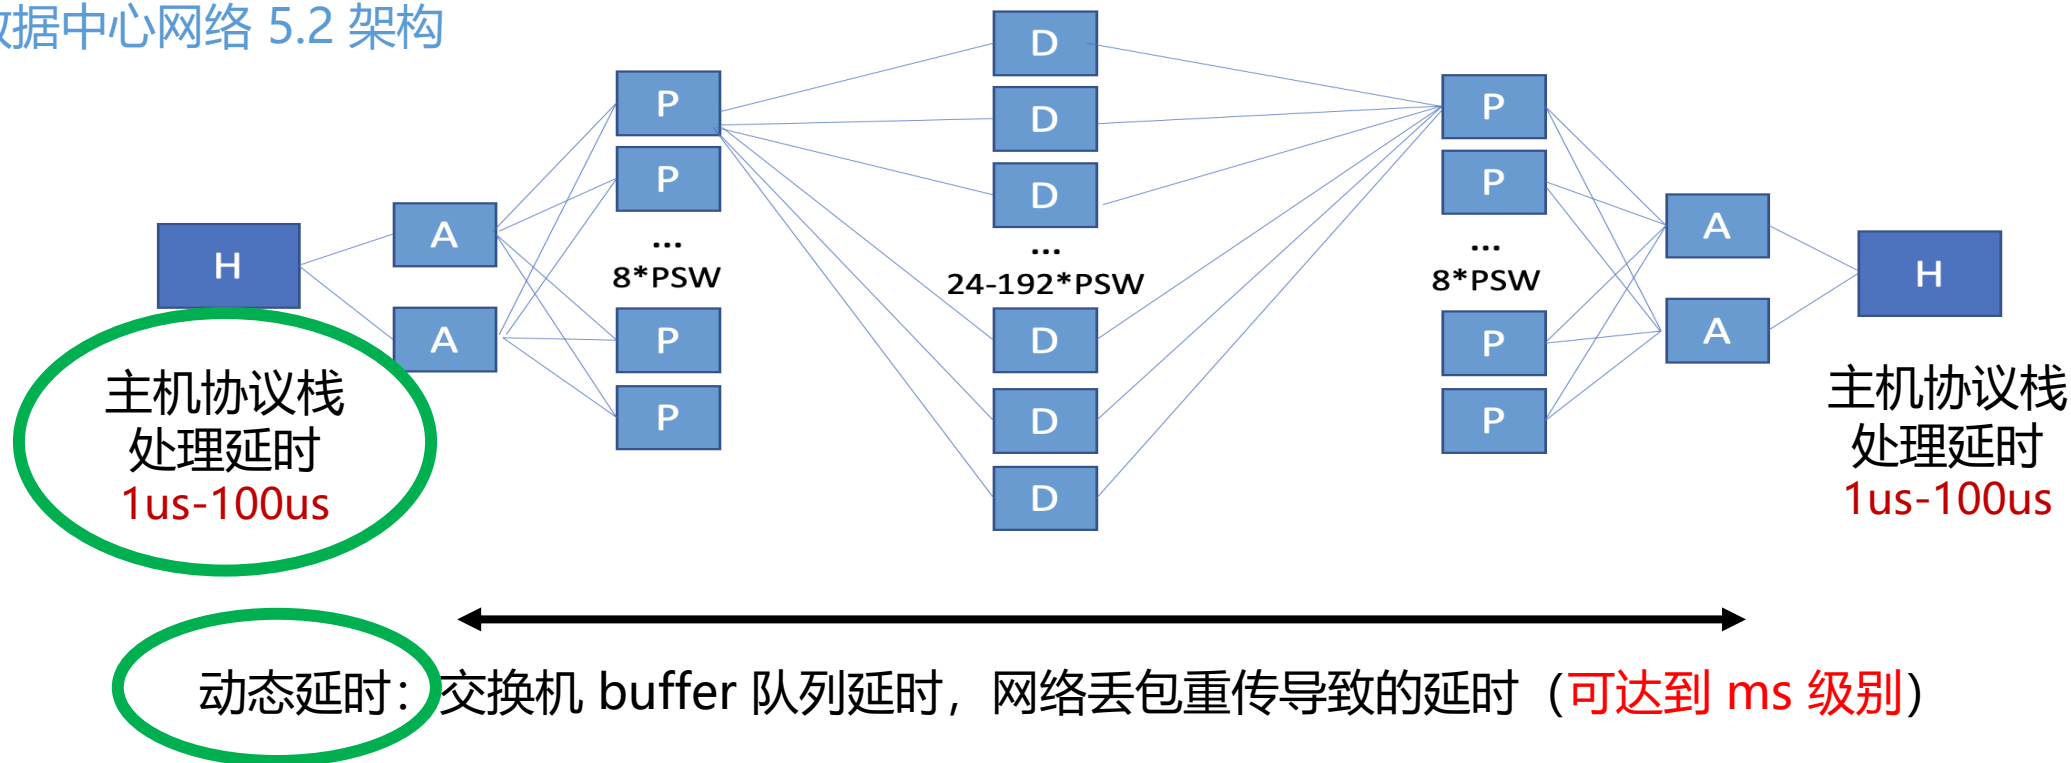 据中心网络 5.2 架构
D
P
P
D
P
P
D
A
A
...
...
...
H
H
8*PSW
24-192*PSW
8*PSW
A
P
D
P
A
主机协议栈
处理延时
1us-100us
P
D
P
主机协议栈
处理延时
1us-100us
D
动态延时：交换机 buffer 队列延时，网络丢包重传导致的延时（可达到 ms 级别）